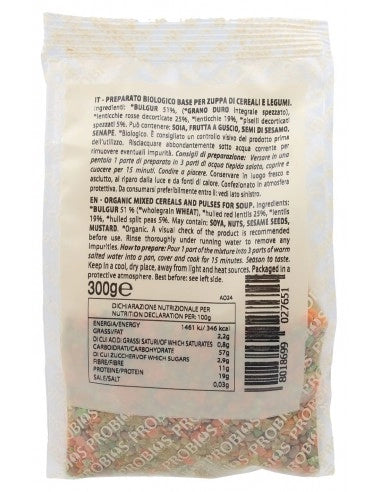 IT - PREPARATO BIOLOGICO BASE PER ZUPPA DI CEREALI E LEGUMI.
Ingredienti: *BULGUR 51%, (*GRANO DURO integrale spezzato),
*lenticchie rosse decorticate 25%, *lenticchie 19%, *piselli decorticati
spezzati 5%. Può contenere: SOIA, FRUTTA A GUSCIO, SEMI DI SESAMO,
SENAPE. *Biologico. È consigliato un controllo visivo del prodotto prima
dell'utilizzo. Risciacquare abbondantemente sotto acqua corrente per
rimuovere eventuali impurità. Consigli di preparazione: Versare in una
pentola 1 parte di preparato in 3 parti di acqua tiepida salata, coprire e
cuocere per 15 minuti. Condire a piacere. Conservare in luogo fresco e
asciutto, al riparo dalla luce e da fonti di calore. Confezionato in atmosfera
protettiva. Da consumarsi preferibilmente entro il: vedi lato sinistro.
EN - ORGANIC MIXED CEREALS AND PULSES FOR SOUP. Ingredients:
*BULGUR 51 % (*wholegrain WHEAT), *hulled red lentils 25%, *lentils
19%, *hulled split peas 5%. May contain: SOYA, NUTS, SESAME SEEDS,
MUSTARD. *Organic. A visual check of the product is recommended
before use. Rinse thoroughly under running water to remove any
impurities. How to prepare: Pour 1 part of the mixture into 3 parts of warm
salted water into a pan, cover and cook for 15 minutes. Season to taste.
Keep in a cool, dry place, away from light and heat sources. Packaged in a
protective atmosphere. Best before: see left side.
300g e
AD24
DICHIARAZIONE NUTRIZIONALE PER
NUTRITION DECLARATION PER: 100g
ENERGIA/ENERGY 1461 kJ/ 346 kcal
GRASSI/FAT 2,2g
DI CUI ACIDI GRASSI SATURI/OF WHICH SATURATES 0,8g
CARBOIDRATI/CARBOHYDRATE 57g
DI CUI ZUCCHERI/OF WHICH SUGARS 2,9g
FIBRE/FIBRE 11g
PROTEINE/PROTEIN 19g
SALE/SALT 0,03g
8018699 027651
PROBIOS PROBIOS